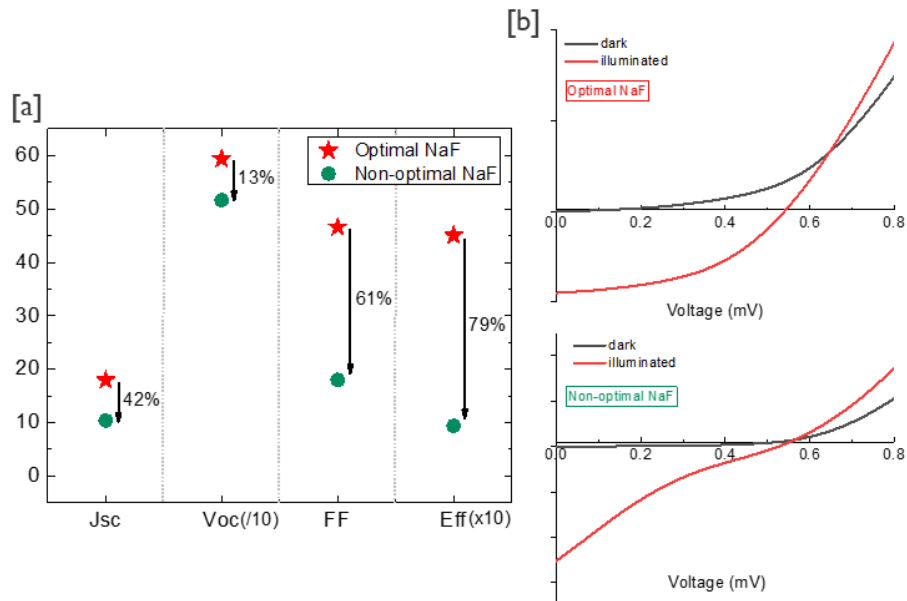 [a]
60
50
40
30
20
10
0
Optimal NaF
Non-optimal NaF
42%
13%
61%
79%
Jsc
Voc(/10)
FF
Eff(x10)
[b]
dark
illuminated
Optimal NaF
0.0 0.2 0.4 0.6 0.8
Voltage (mV)
dark
illuminated
Non-optimal NaF
0.0 0.2 0.4 0.6 0.8
Voltage (mV)